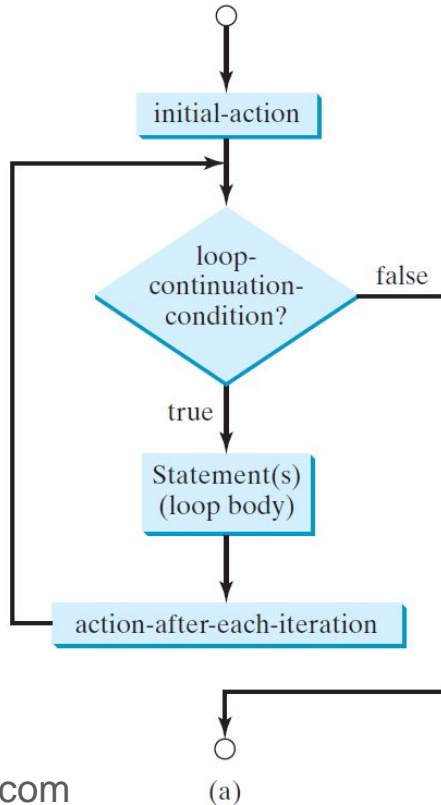 initial-action
loop-
continuation-
condition?
false
true
Statement(s)
(loop body)
action-after-each-iteration
com
(a)